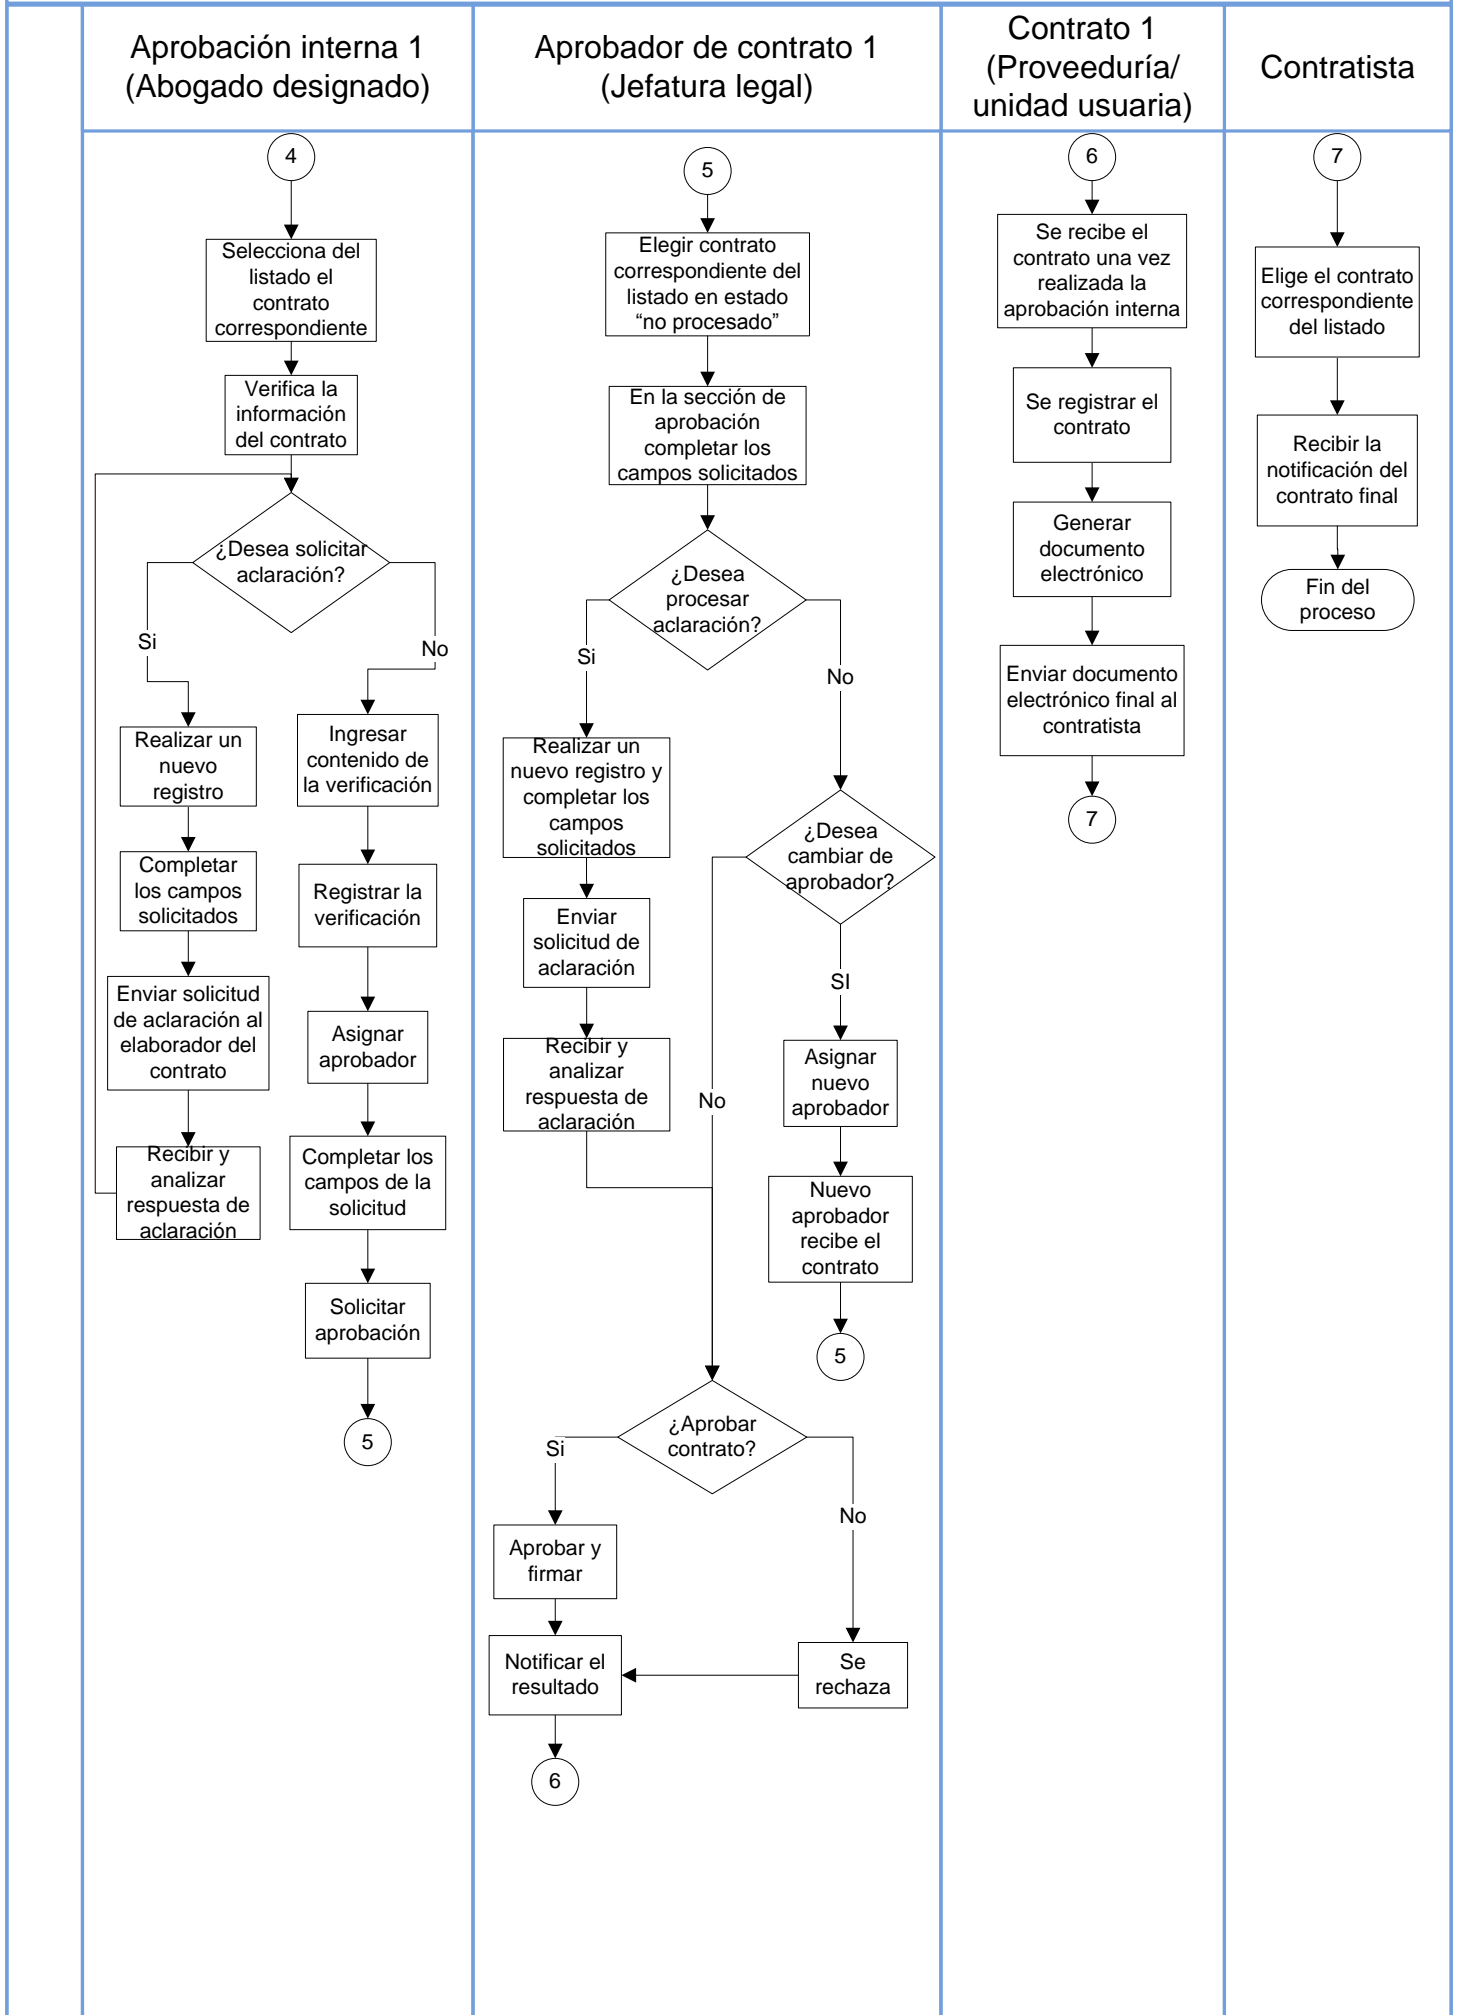 Aprobación interna 1
(Abogado designado)
Aprobador de contrato 1
(Jefatura legal)
Contrato 1
(Proveeduría/
unidad usuaria)
Contratista
4
Selecciona del
listado el
contrato
correspondiente
Verifica la
información
del contrato
¿Desea solicitar
aclaración?
Si
No
Realizar un
nuevo
registro
Completar
los campos
solicitados
Enviar solicitud
de aclaración al
elaborador del
contrato
Recibir y
analizar
respuesta de
aclaración
Ingresar
contenido de
la verificación
Registrar la
verificación
Asignar
aprobador
Completar los
campos de la
solicitud
Solicitar
aprobación
5
5
Elegir contrato
correspondiente del
listado en estado
“no procesado”
En la sección de
aprobación
completar los
campos solicitados
¿Desea
procesar
aclaración?
Si
No
Realizar un
nuevo registro y
completar los
campos
solicitados
Enviar
solicitud de
aclaración
Recibir y
analizar
respuesta de
aclaración
¿Desea
cambiar de
aprobador?
No
SI
Asignar
nuevo
aprobador
Nuevo
aprobador
recibe el
contrato
5
¿Aprobar
contrato?
Si
No
Aprobar y
firmar
Notificar el
resultado
Se
rechaza
6
6
Se recibe el
contrato una vez
realizada la
aprobación interna
Se registrar el
contrato
Generar
documento
electrónico
Enviar documento
electrónico final al
contratista
7
7
Elige el contrato
correspondiente
del listado
Recibir la
notificación del
contrato final
Fin del
proceso